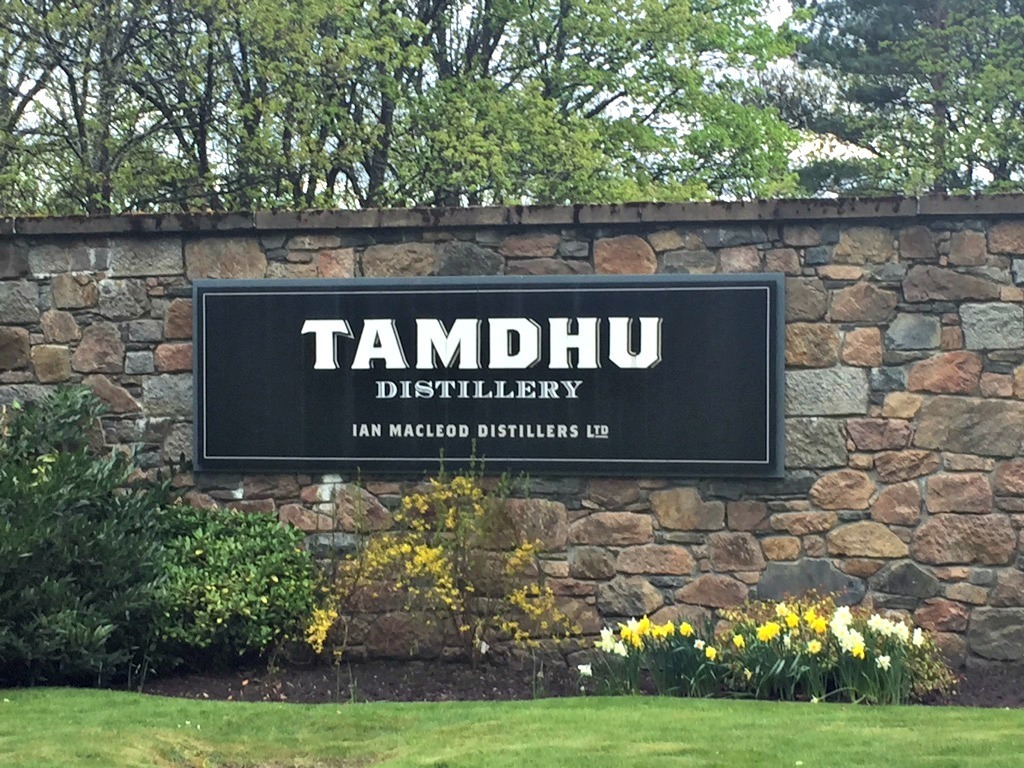 TAMDHU
DISTILLERY
IAN MACLEOD DISTILLERS LTD